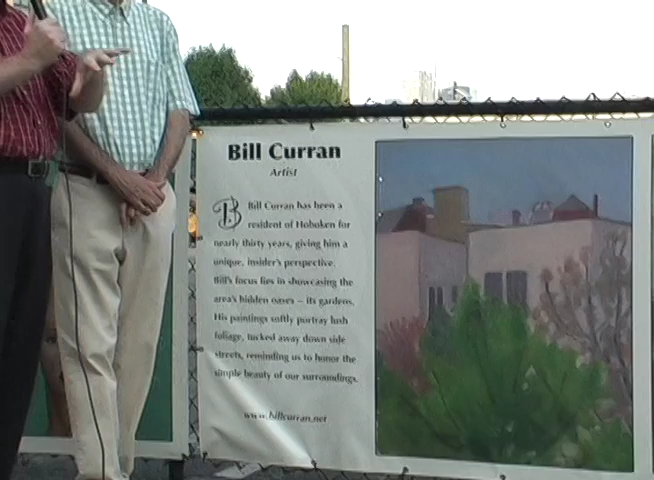 Bill Curran
Artist
Bill Curran has been a
resident of Hoboken for
nearly thirty years, giving him a
unique, insider's perspective.
Bill's focus lies in showcasing the
area's hidden oases – its gardens.
His paintings softly portray lush
foliage, tucked away down side
streets, reminding us to honor the
simple beauty of our surroundings.
www.billcurran.net